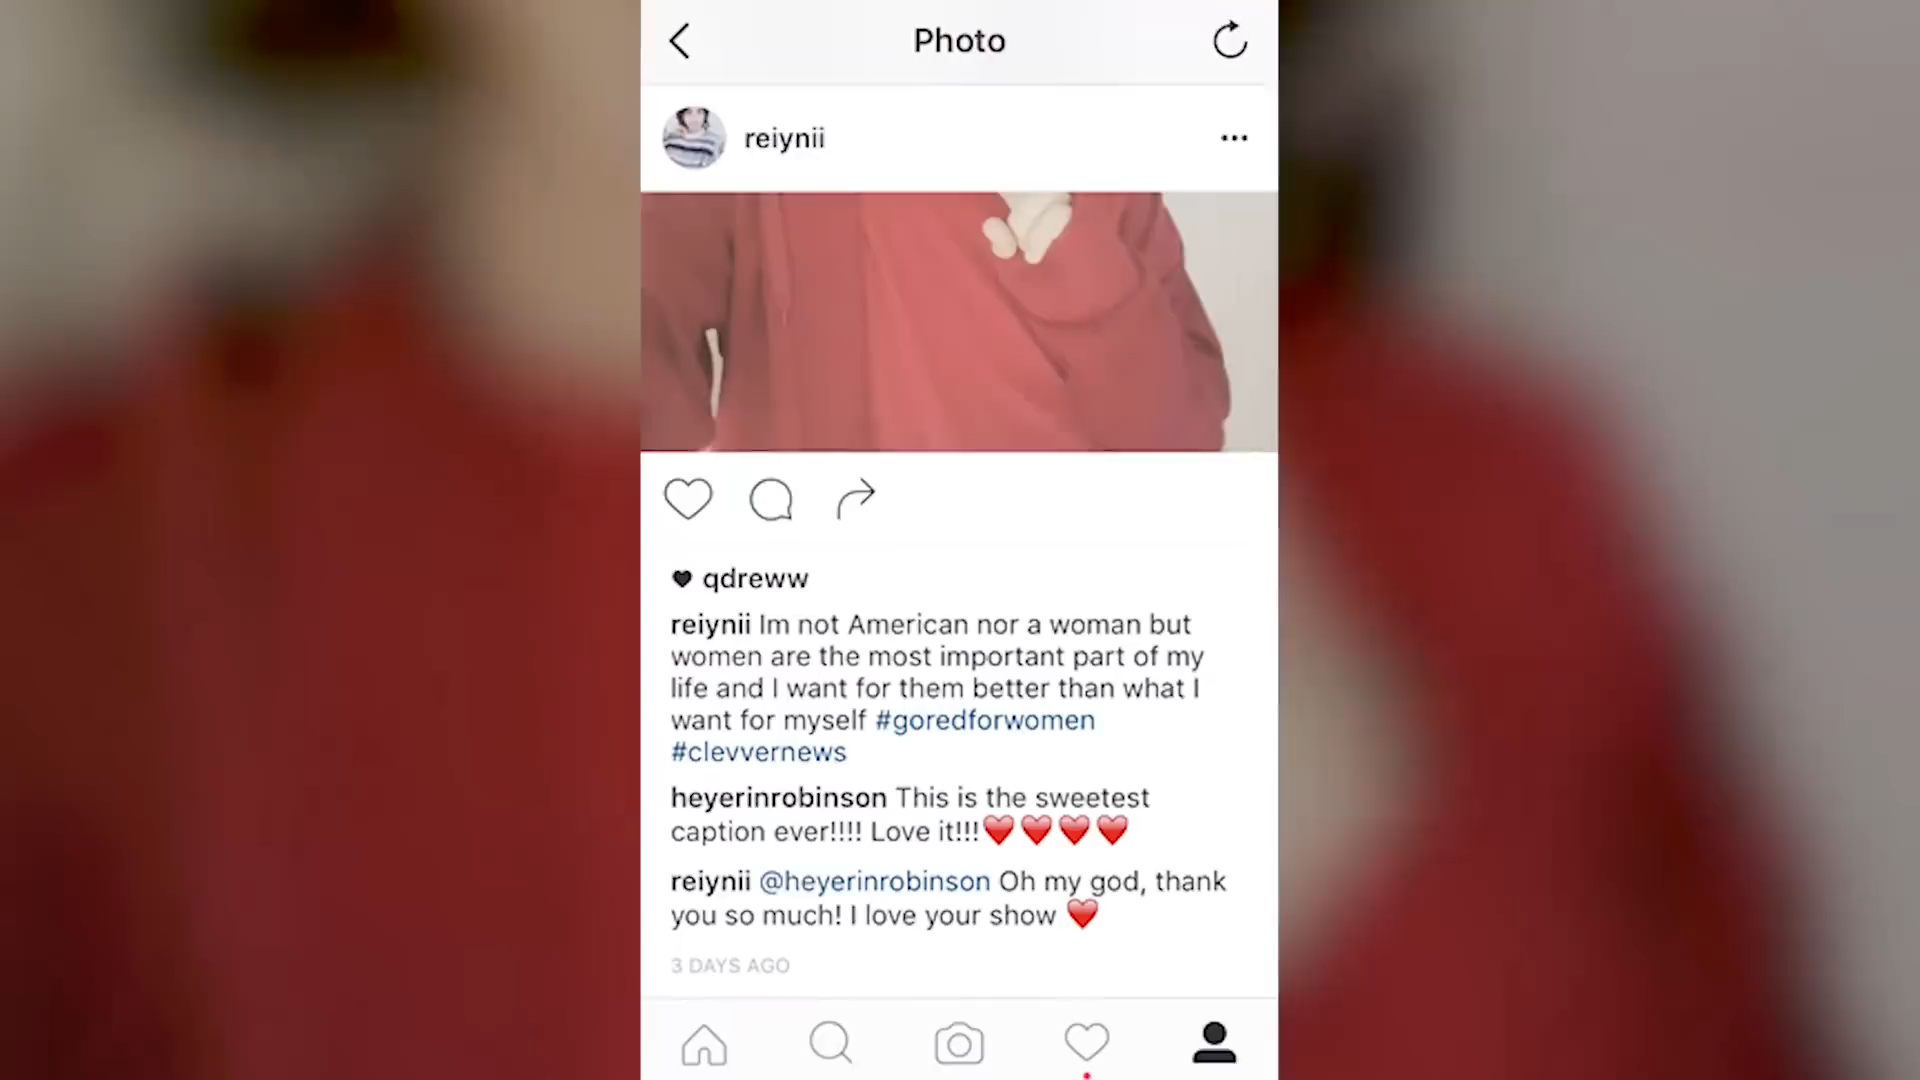 Photo
reiynii
qdreww
reiynii Im not American nor a woman but
women are the most important part of my
life and I want for them better than what I
want for myself #goredforwomen
#clevvernews
heyerinrobinson This is the sweetest
caption ever!!!! Love it!!!❤️❤️❤️❤️
reiynii @heyerinrobinson Oh my god, thank
you so much! I love your show ❤️
3 DAYS AGO